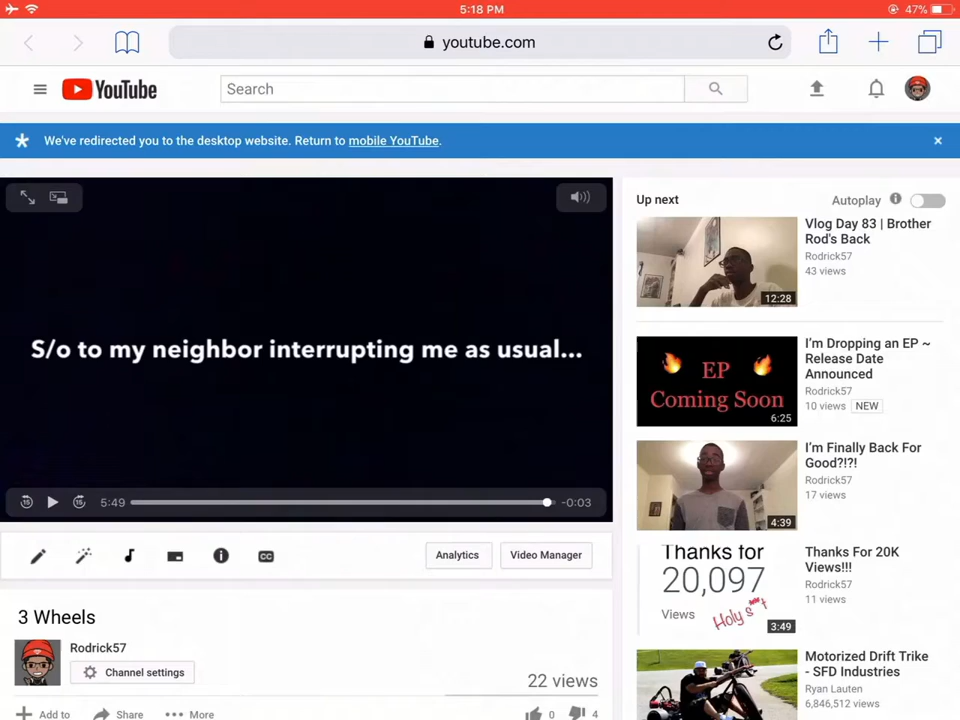 5:18 PM
47%
youtube.com
YouTube
Search
We've redirected you to the desktop website. Return to mobile YouTube.
S/o to my neighbor interrupting me as usual...
15
15
5:49
-0:03
CC
Analytics
Video Manager
3 Wheels
Rodrick57
Channel settings
22 views
Add to
Share
More
0
4
Up next
Autoplay
12:28
Vlog Day 83 | Brother
Rod's Back
Rodrick57
43 views
EP
Coming Soon
6:25
I'm Dropping an EP ~
Release Date
Announced
Rodrick57
10 views NEW
4:39
I'm Finally Back For
Good?!?!
Rodrick57
17 views
Thanks for
20,097
Views
Holy s**t
3:49
Thanks For 20K
Views!!!
Rodrick57
11 views
Motorized Drift Trike
- SFD Industries
Ryan Lauten
6,846,512 views